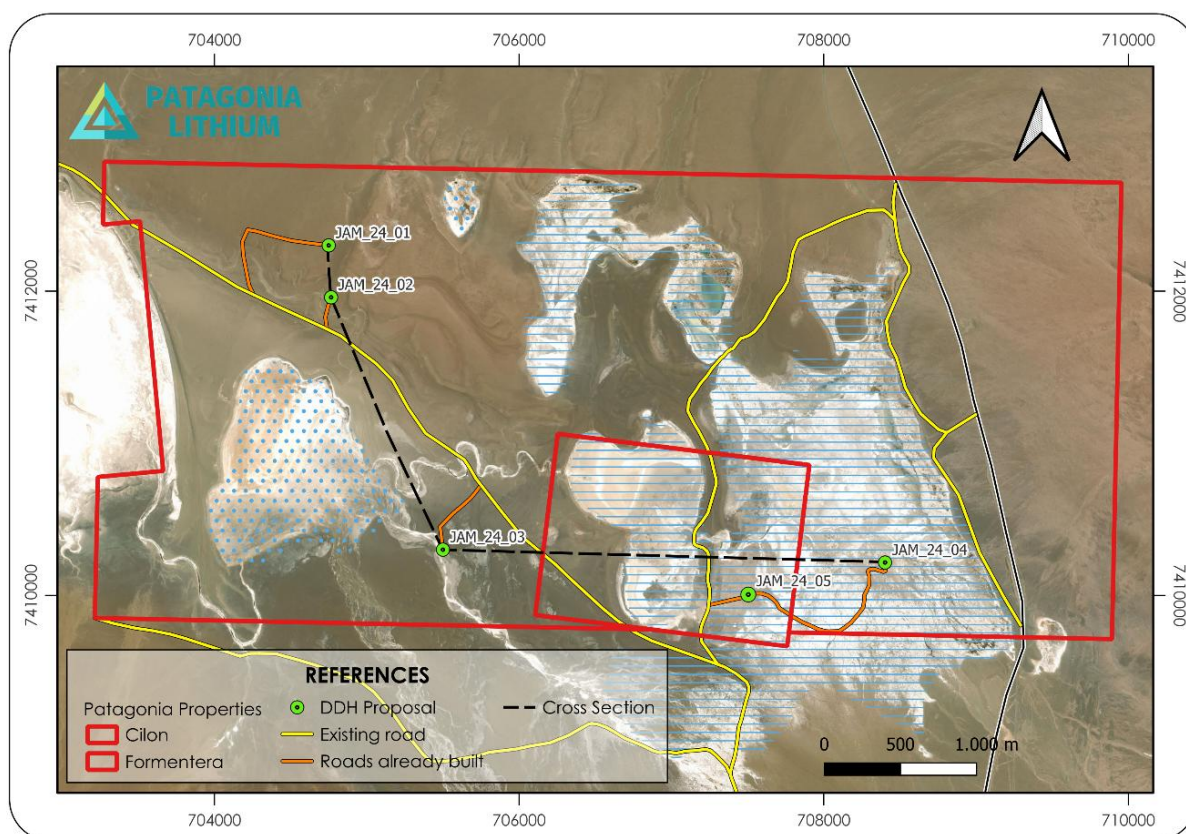 704000
706000
708000
710000
PATAGONIA
LITHIUM
JAM_24_01
JAM_24_02
7412000
7412000
JAM_24_03
JAM_24_04
JAM_24_05
7410000
7410000
REFERENCES
Patagonia Properties
DDH Proposal
Cross Section
Cilon
Existing road
Formentera
Roads already built
0 500 1.000 m
704000
706000
708000
710000